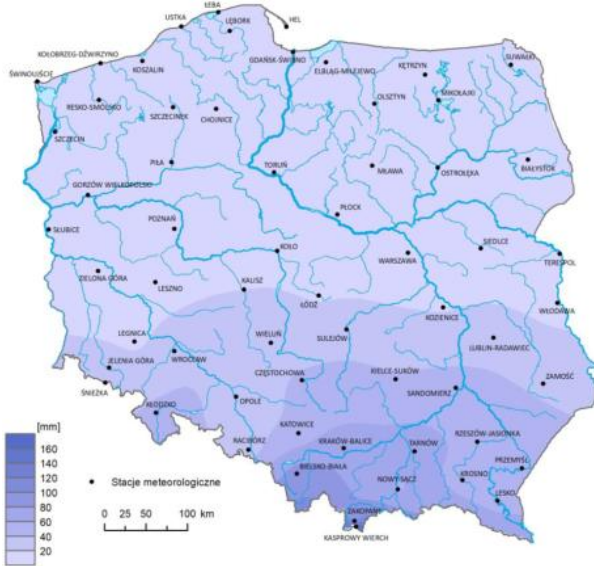 ŁEBA
USTKA
LĘBORK
HEL
KOŁOBRZEG-DŹWIRZYNO
KOSZALIN
GDAŃSK-ŚWIBNO
ELBLĄG-MILEJEWO
KĘTRZYN
SUWAŁKI
ŚWINOUJŚCIE
RESKO-SMÓLSKO
SZCZECINEK
CHOJNICE
OLSZTYN
MIKOŁAJKI
SZCZECIN
PIŁA
TORUŃ
MŁAWA
OSTROŁĘKA
BIAŁYSTOK
GORZÓW WIELKOPOLSKI
SŁUBICE
POZNAŃ
PŁOCK
KOŁO
WARSZAWA
SIEDLCE
TERESPOL
ZIELONA GÓRA
LESZNO
KALISZ
ŁÓDŹ
KOZIENICE
WŁODAWA
LEGNICA
WIELUŃ
SULEJÓW
LUBLIN-RADAWIEC
JELENIA GÓRA
WROCŁAW
CZĘSTOCHOWA
KIELCE-SUKÓW
SANDOMIERZ
ZAMOŚĆ
ŚNIEŻKA
KŁODZKO
OPOLE
KATOWICE
RACIBÓRZ
KRAKÓW-BALICE
TARNÓW
RZESZÓW-JASIONKA
PRZEMYŚL
BIELSKO-BIAŁA
NOWY SĄCZ
KROSNO
LESKO
ZAKOPANE
KASPROWY WIERCH
[mm]
160
140
120
100
80
60
40
20
Stacje meteorologiczne
0 50 100 km